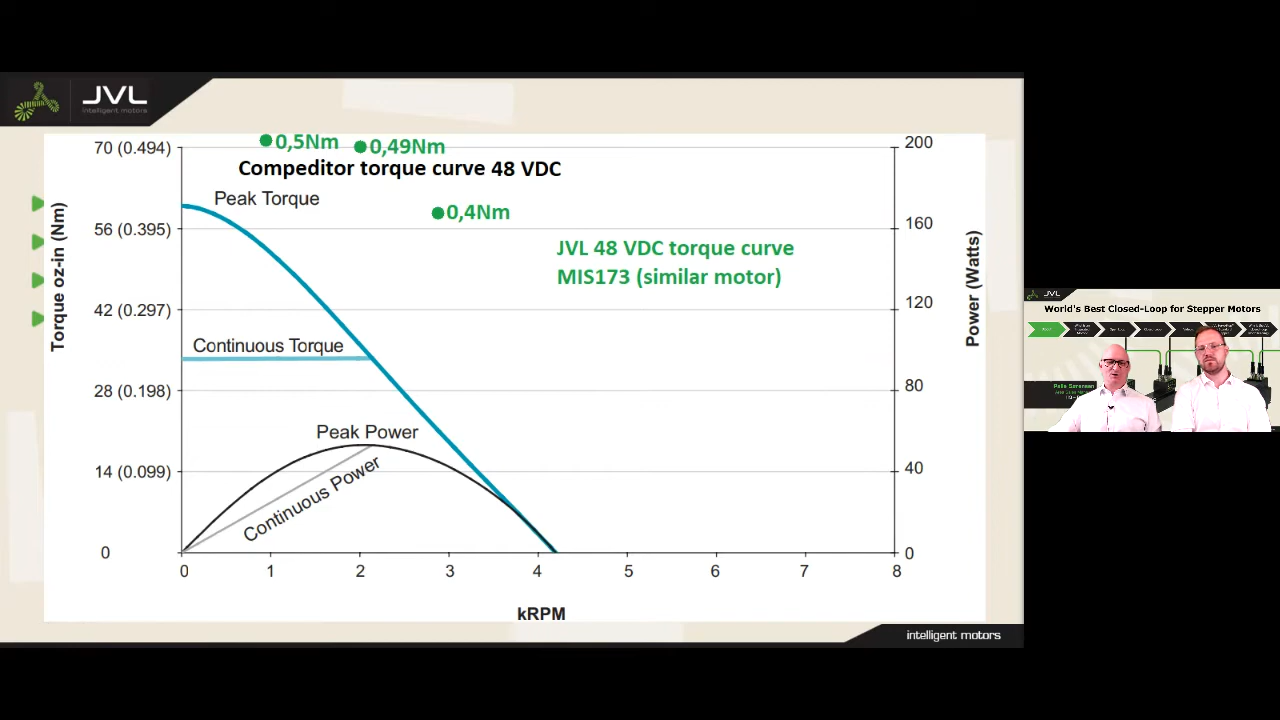 JVL
intelligent motors
0,5Nm
0,49Nm
70 (0.494)
200
Compeditor torque curve 48 VDC
Peak Torque
0,4Nm
56 (0.395)
160
JVL 48 VDC torque curve
MIS173 (similar motor)
Torque oz-in (Nm)
Power (Watts)
42 (0.297)
120
Continuous Torque
28 (0.198)
80
Peak Power
14 (0.099)
40
Continuous Power
0
0
0 1 2 3 4 5 6 7 8
kRPM
intelligent motors
JVL
World's Best Closed-Loop for Stepper Motors